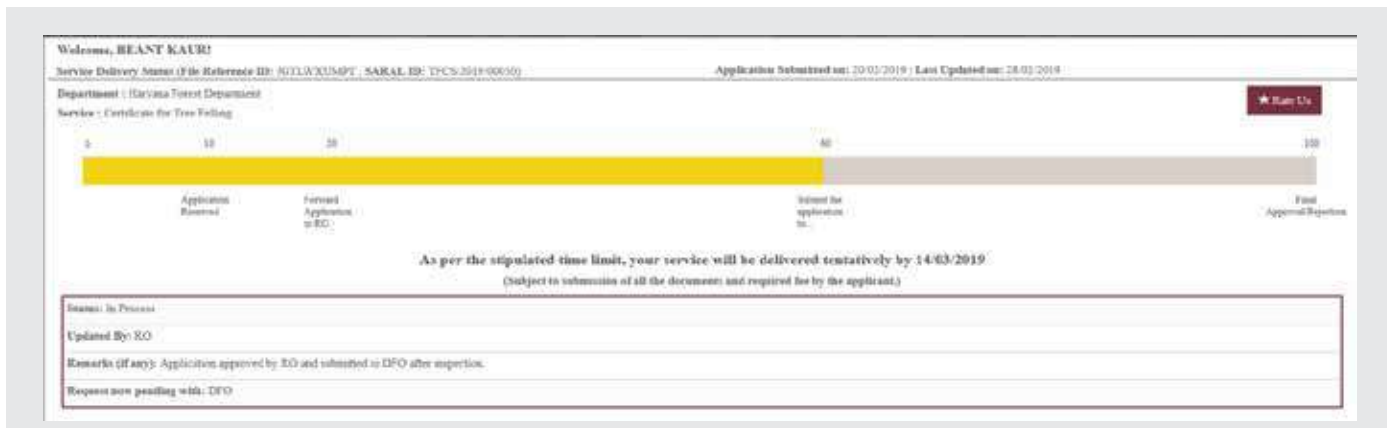 Welcome, BEANT KAUR!
Service Delivery Status (File Reference ID: SARAL ID: TFCS/2019/00030)
Application Submitted on: 20/02/2019 | Last Updated on: 28/02/2019
Department : Haryana Forest Department
Service : Certificate for Tree Felling
★ Rate Us
0 10 20 60 100
Application Received
Forward Application to RO
Submit the application to..
Final Approval/Rejection
As per the stipulated time limit, your service will be delivered tentatively by 14/03/2019
(Subject to submission of all the documents and required fee by the applicant.)
Status: In Process
Updated By: RO
Remarks (if any): Application approved by RO and submitted to DFO after inspection.
Request now pending with: DFO